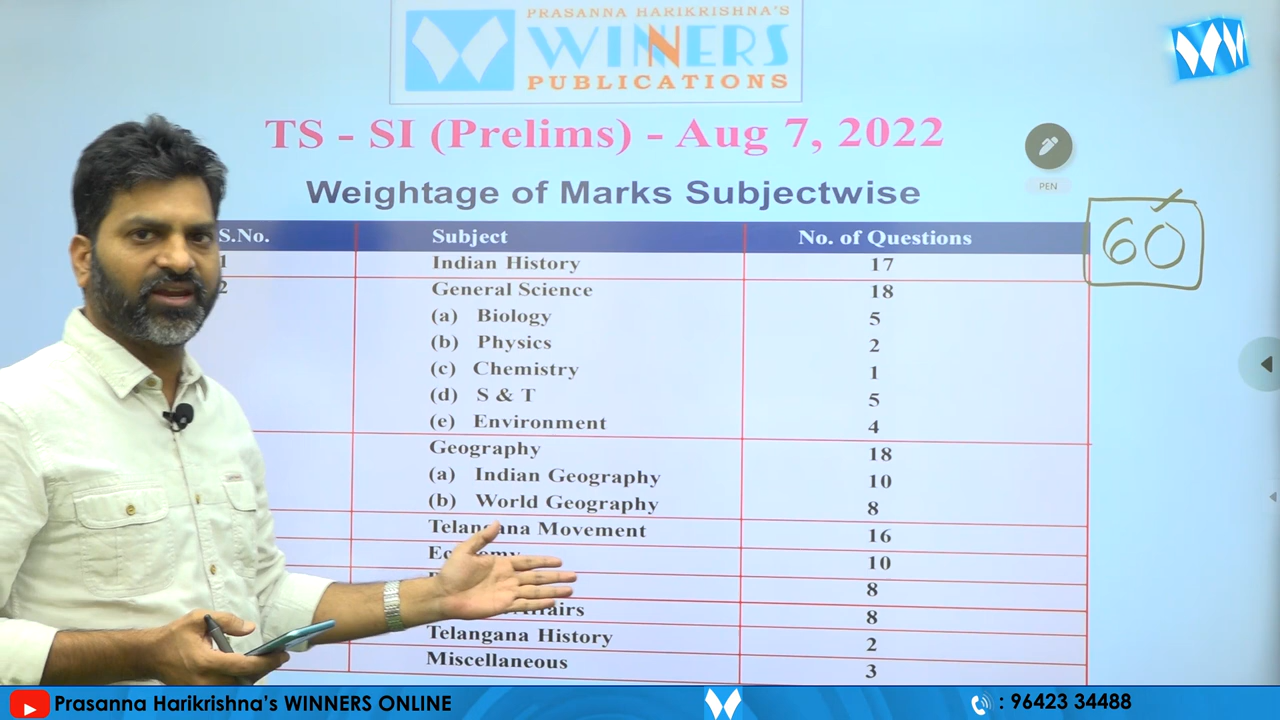 PRASANNA HARIKRISHNA'S
WINNERS
PUBLICATIONS
TS - SI (Prelims) - Aug 7, 2022
PEN
Weightage of Marks Subjectwise
60
S.No. Subject No. of Questions
1 Indian History 17
2 General Science 18
(a) Biology 5
(b) Physics 2
(c) Chemistry 1
(d) S & T 5
(e) Environment 4
Geography 18
(a) Indian Geography 10
(b) World Geography 8
Telangana Movement 16
Economy 10
8
Affairs 8
Telangana History 2
Miscellaneous 3
Prasanna Harikrishna's WINNERS ONLINE
: 96423 34488